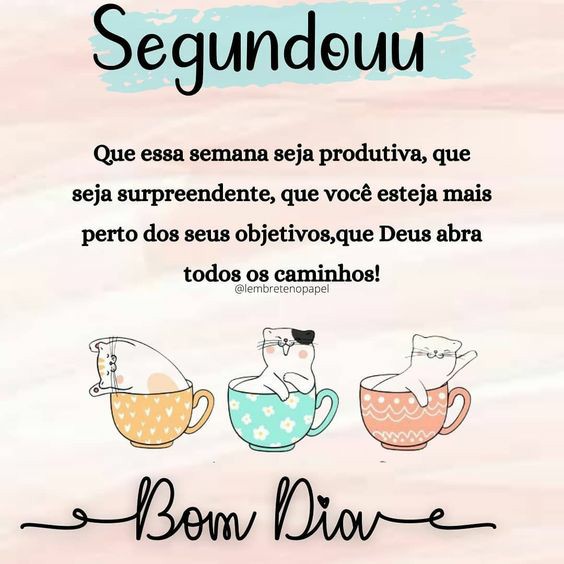 Segundouu
Que essa semana seja produtiva, que
seja surpreendente, que você esteja mais
perto dos seus objetivos,que Deus abra
todos os caminhos!
@lembretenopapel
Bom Dia